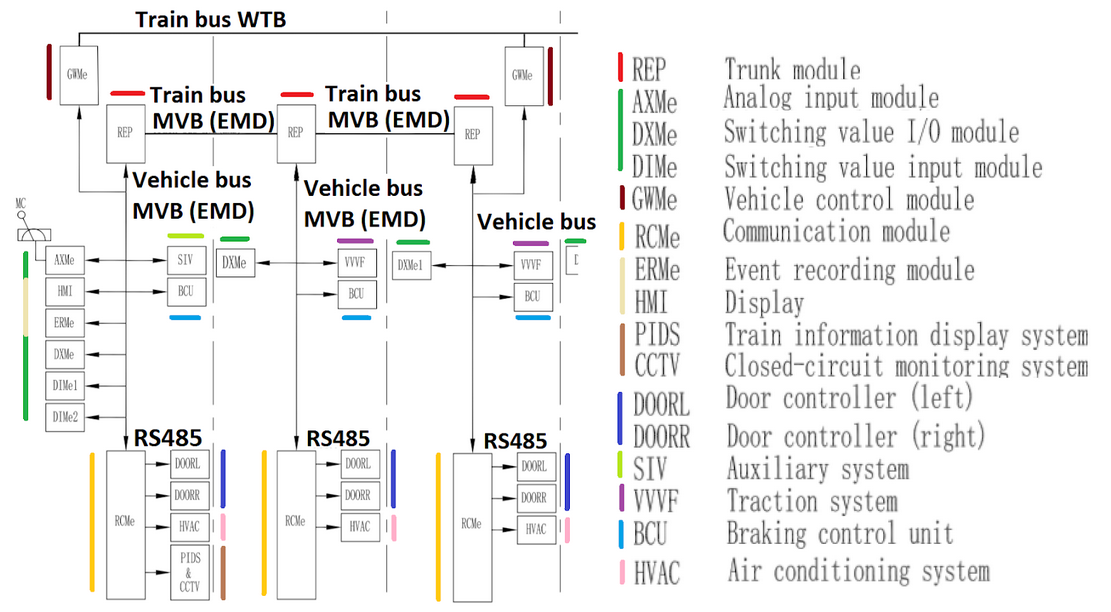 Train bus WTB
GWMe
GWMe
Train bus
MVB (EMD)
Train bus
MVB (EMD)
REP
REP
REP
Vehicle bus
MVB (EMD)
Vehicle bus
MVB (EMD)
Vehicle bus
MC
AXMe
SIV
DXMe
VVVF
DXMe1
VVVF
D
HMI
BCU
BCU
BCU
ERMe
DXMe
DIMe1
DIMe2
RS485
RS485
RS485
RCMe
DOORL
DOORR
HVAC
PIDS
&
CCTV
RCMe
DOORL
DOORR
HVAC
RCMe
DOORL
DOORR
HVAC
REP Trunk module
AXMe Analog input module
DXMe Switching value I/O module
DIMe Switching value input module
GWMe Vehicle control module
RCMe Communication module
ERMe Event recording module
HMI Display
PIDS Train information display system
CCTV Closed-circuit monitoring system
DOORL Door controller (left)
DOORR Door controller (right)
SIV Auxiliary system
VVVF Traction system
BCU Braking control unit
HVAC Air conditioning system